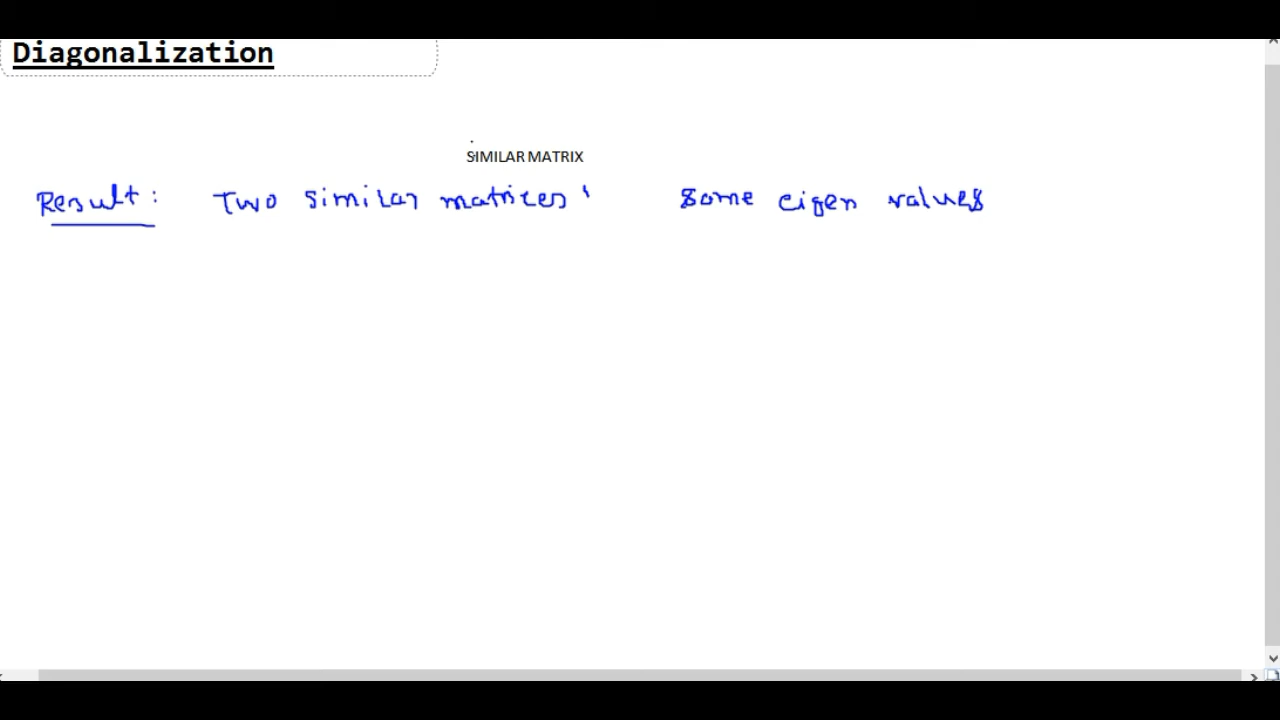 Diagonalization
SIMILAR MATRIX
Result: Two similar matrices same eigen values